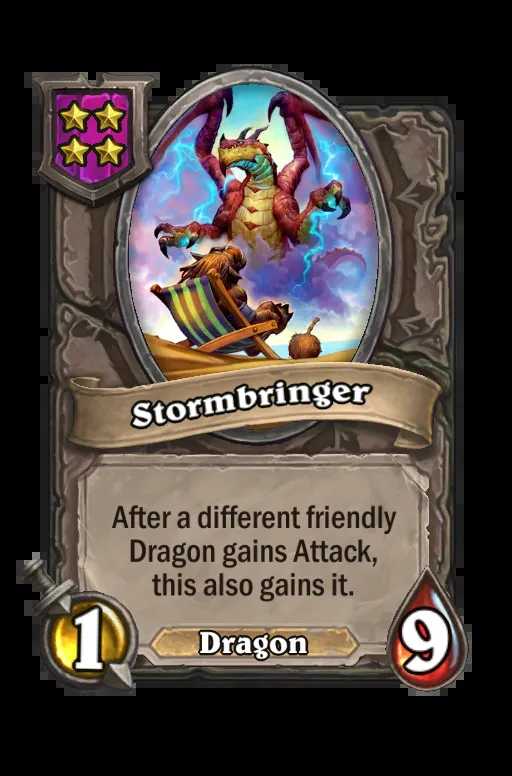 Stormbringer
After a different friendly
Dragon gains Attack,
this also gains it.
1
Dragon
9